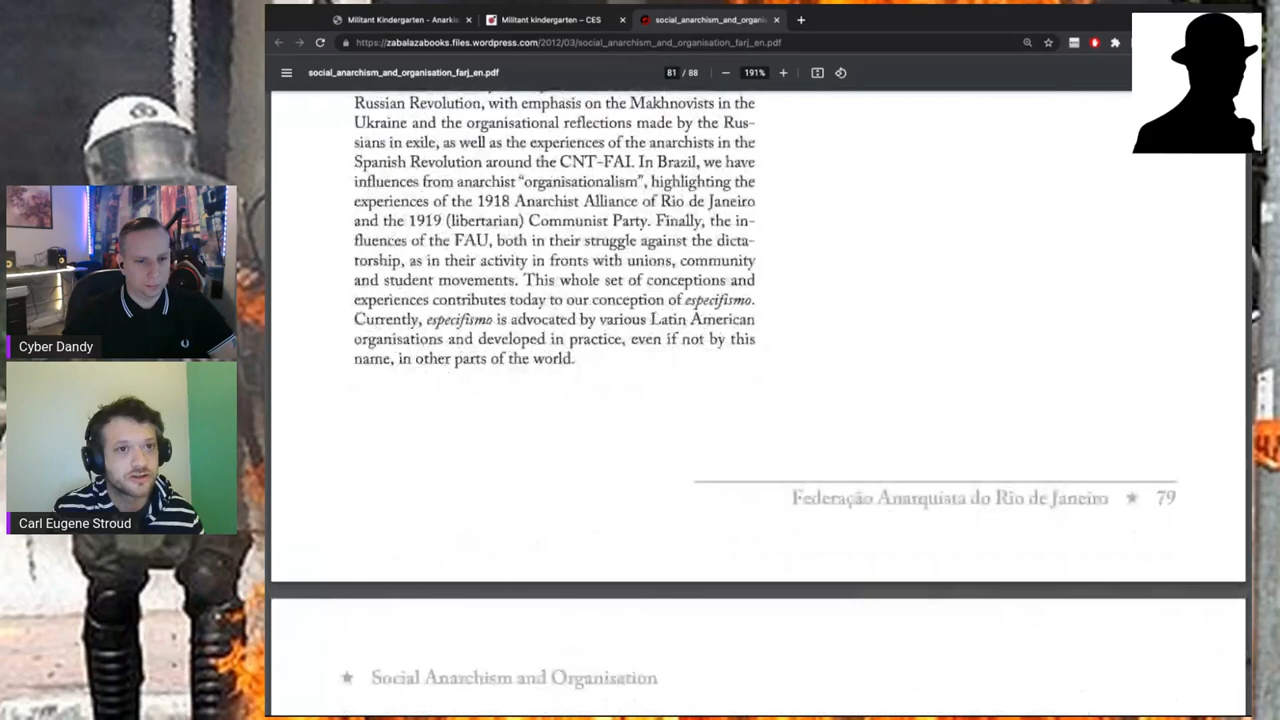 Militant Kindergarten - Anarki
Militant kindergarten – CES
social_anarchism_and_organi
https://zabalazabooks.files.wordpress.com/2012/03/social_anarchism_and_organisation_farj_en.pdf
social_anarchism_and_organisation_farj_en.pdf
81 / 88
191%
Russian Revolution, with emphasis on the Makhnovists in the
Ukraine and the organisational reflections made by the Rus-
sians in exile, as well as the experiences of the anarchists in the
Spanish Revolution around the CNT-FAI. In Brazil, we have
influences from anarchist "organisationalism", highlighting the
experiences of the 1918 Anarchist Alliance of Rio de Janeiro
and the 1919 (libertarian) Communist Party. Finally, the in-
fluences of the FAU, both in their struggle against the dicta-
torship, as in their activity in fronts with unions, community
and student movements. This whole set of conceptions and
experiences contributes today to our conception of especifismo.
Currently, especifismo is advocated by various Latin American
organisations and developed in practice, even if not by this
name, in other parts of the world.
Federação Anarquista do Rio de Janeiro ★ 79
★ Social Anarchism and Organisation
Cyber Dandy
Carl Eugene Stroud